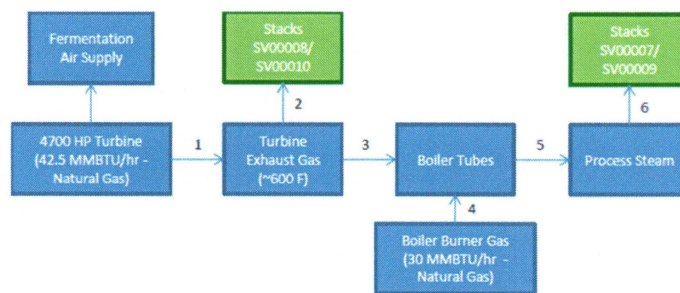 Fermentation
Air Supply
Stacks
SV00008/
SV00010
Stacks
SV00007/
SV00009
2
6
4700 HP Turbine
(42.5 MMBTU/hr -
Natural Gas)
1
Turbine
Exhaust Gas
(~600 F)
3
Boiler Tubes
5
Process Steam
4
Boiler Burner Gas
(30 MMBTU/hr -
Natural Gas)